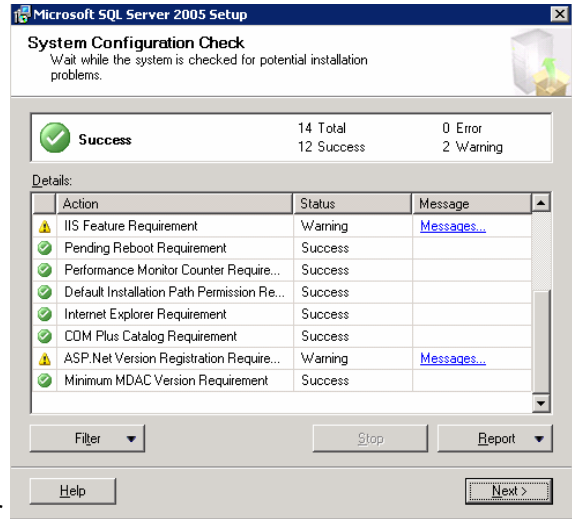 Microsoft SQL Server 2005 Setup
System Configuration Check
Wait while the system is checked for potential installation
problems.
Success
14 Total
0 Error
12 Success
2 Warning
Details:
Action Status Message
IIS Feature Requirement Warning Messages...
Pending Reboot Requirement Success
Performance Monitor Counter Require... Success
Default Installation Path Permission Re... Success
Internet Explorer Requirement Success
COM Plus Catalog Requirement Success
ASP.Net Version Registration Require... Warning Messages...
Minimum MDAC Version Requirement Success
Filter Stop Report
Help Next >